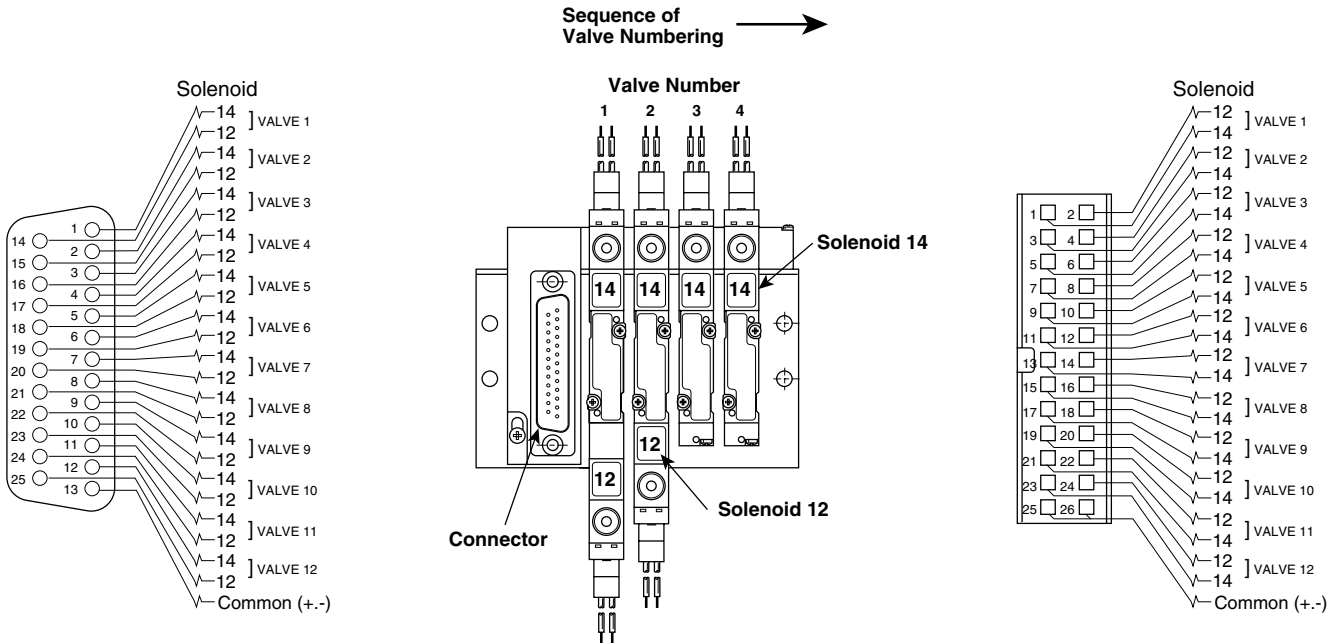 Sequence of
Valve Numbering
Solenoid
14
12
] VALVE 1
14
12
] VALVE 2
14
12
] VALVE 3
14
12
] VALVE 4
14
12
] VALVE 5
14
12
] VALVE 6
14
12
] VALVE 7
14
12
] VALVE 8
14
12
] VALVE 9
14
12
] VALVE 10
14
12
] VALVE 11
14
12
] VALVE 12
Common (+.-)
1
14
2
15
3
16
4
17
5
18
6
19
7
20
8
21
9
22
10
23
11
24
12
25
13
Valve Number
1 2 3 4
Solenoid 14
14 14 14 14
12
12
Solenoid 12
Connector
Solenoid
12
14
] VALVE 1
12
14
] VALVE 2
12
14
] VALVE 3
12
14
] VALVE 4
12
14
] VALVE 5
12
14
] VALVE 6
12
14
] VALVE 7
12
14
] VALVE 8
12
14
] VALVE 9
12
14
] VALVE 10
12
14
] VALVE 11
12
14
] VALVE 12
Common (+.-)
1 2
3 4
5 6
7 8
9 10
11 12
13 14
15 16
17 18
19 20
21 22
23 24
25 26